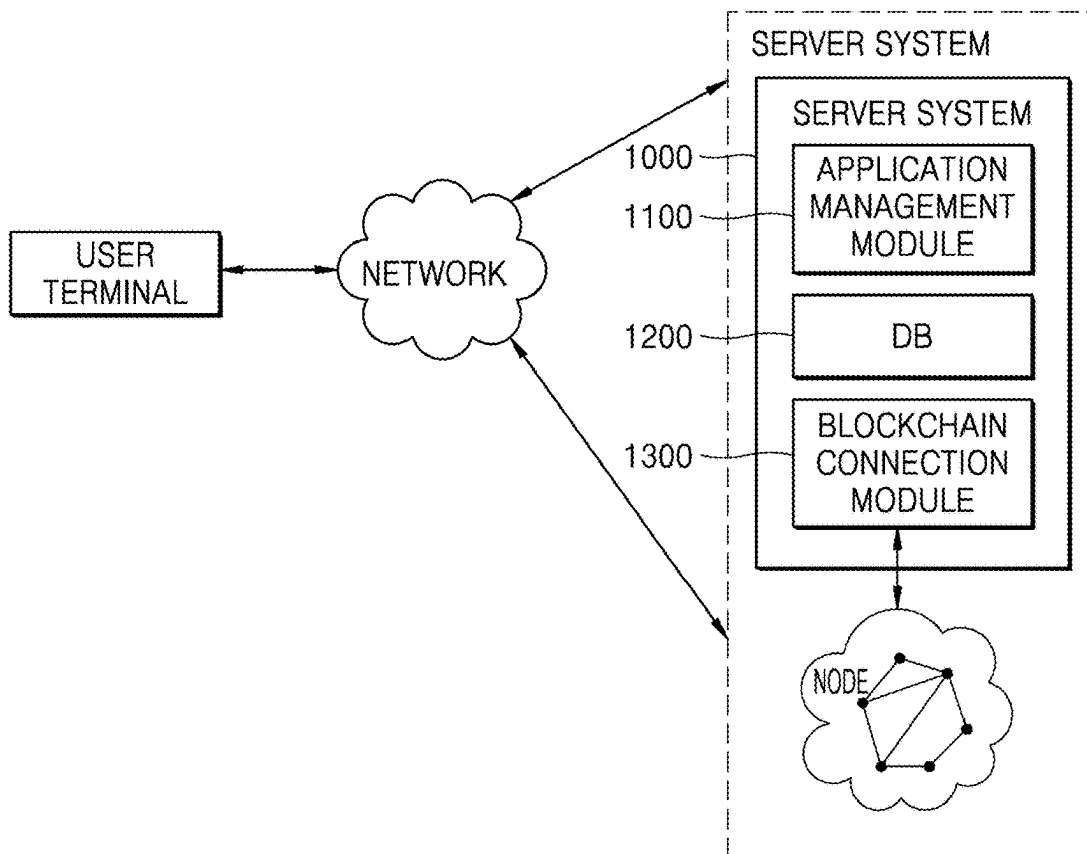 SERVER SYSTEM
SERVER SYSTEM
1000
APPLICATION
MANAGEMENT
MODULE
1100
USER
TERMINAL
NETWORK
1200
DB
1300
BLOCKCHAIN
CONNECTION
MODULE
NODE